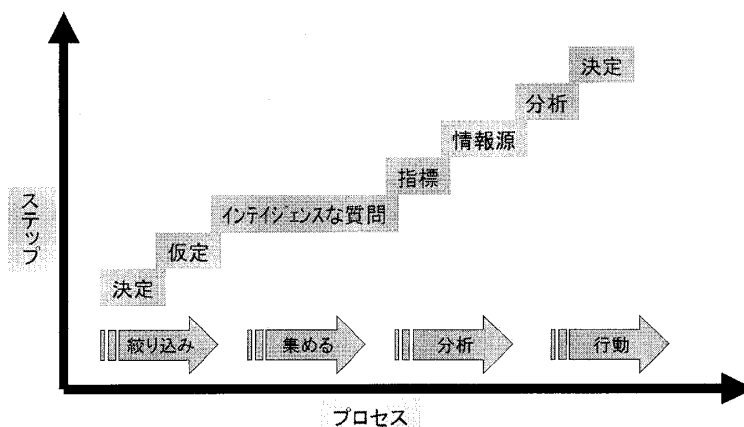 決定
分析
情報源
指標
インテイジェンスな質問
仮定
決定
ステップ
絞り込み
集める
分析
行動
プロセス